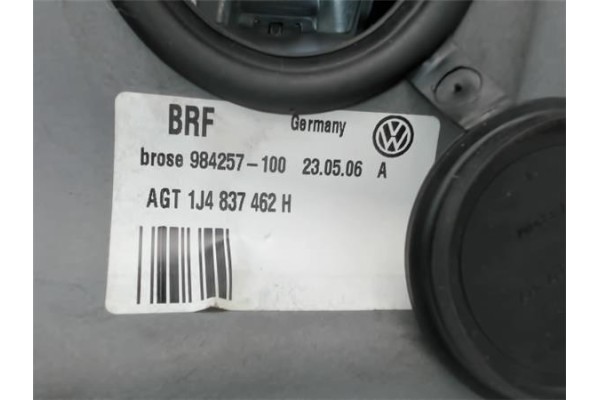 BRF Germany
brose 984257-100 23.05.06 A
AGT 1J4 837 462 H